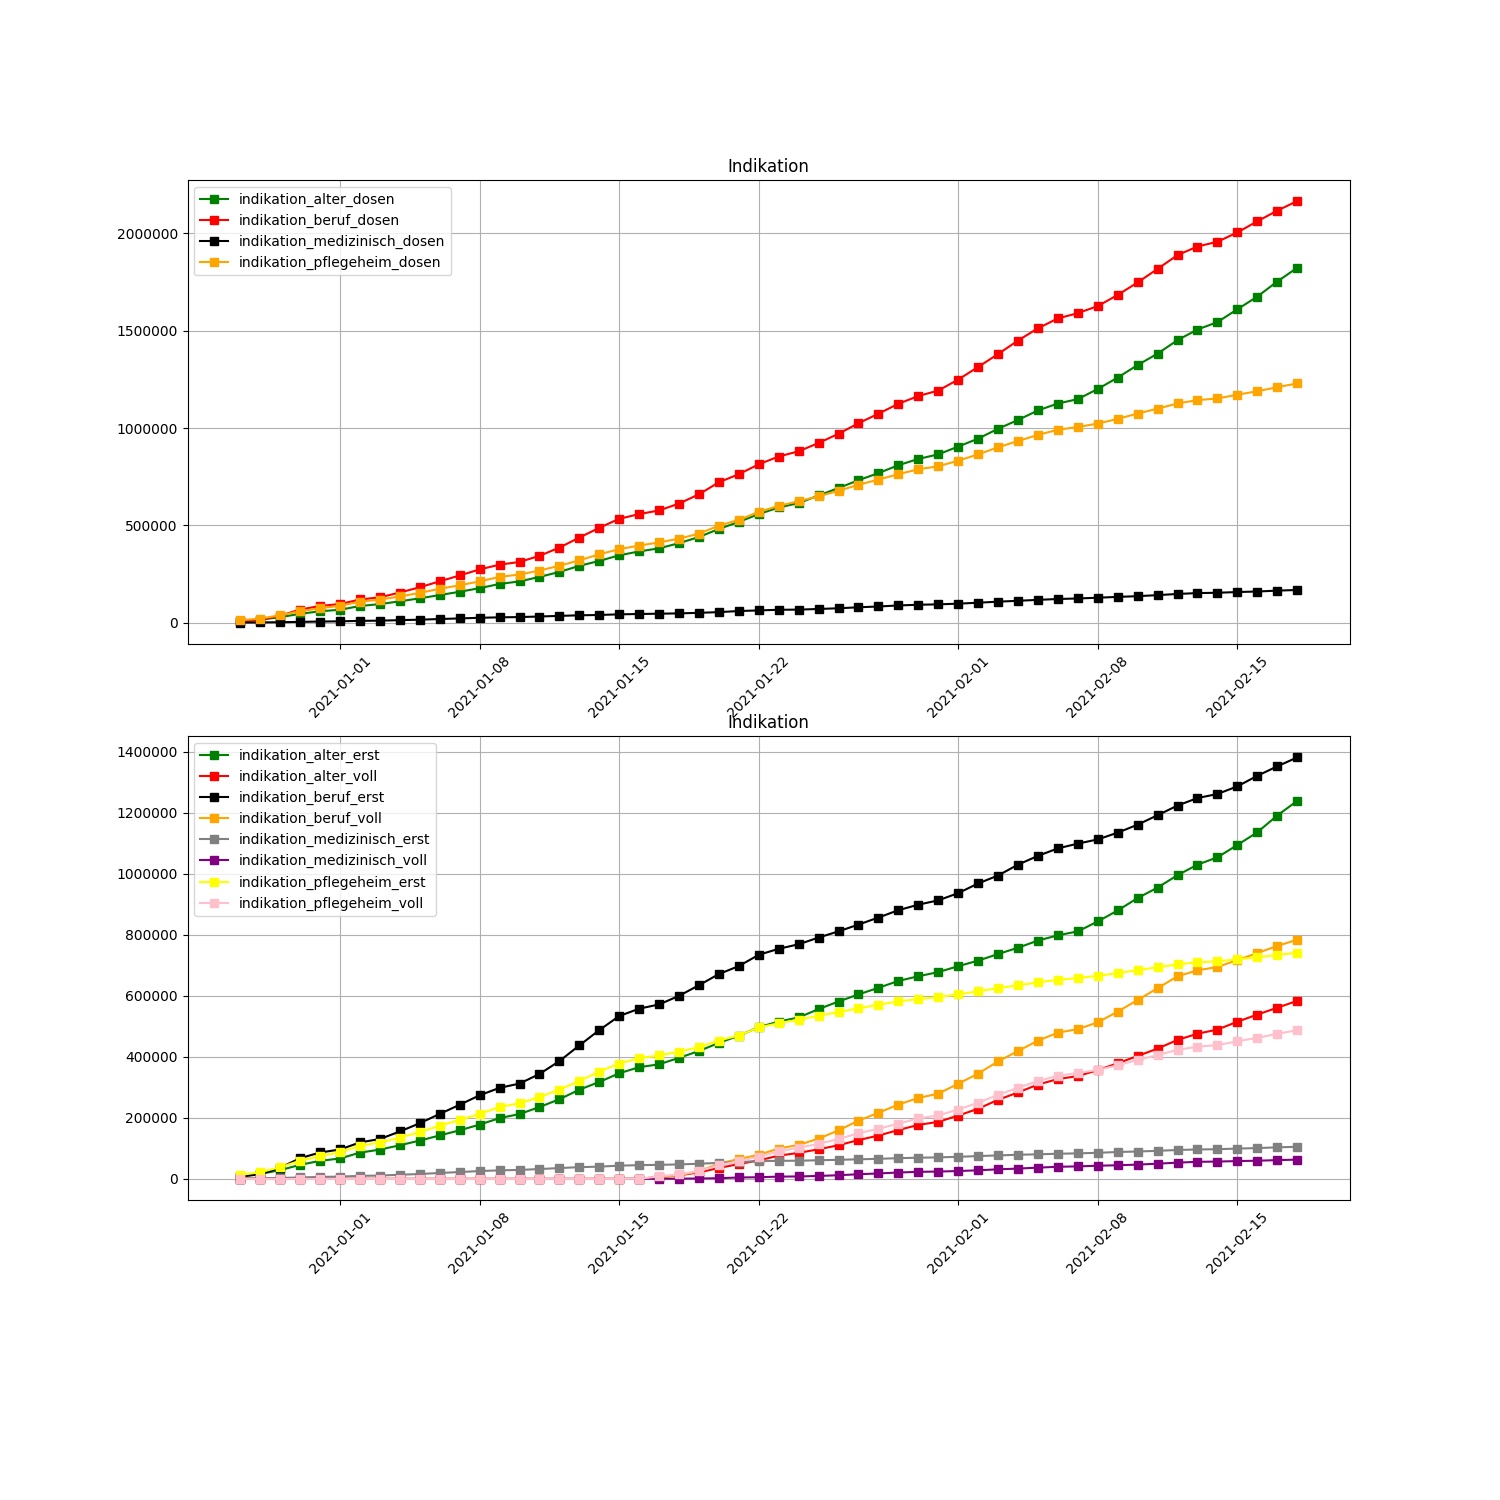 Indikation
indikation_alter_dosen
indikation_beruf_dosen
indikation_medizinisch_dosen
indikation_pflegeheim_dosen
2000000
1500000
1000000
500000
0
2021-01-01
2021-01-08
2021-01-15
2021-01-22
2021-02-01
2021-02-08
2021-02-15
Indikation
indikation_alter_erst
indikation_alter_voll
indikation_beruf_erst
indikation_beruf_voll
indikation_medizinisch_erst
indikation_medizinisch_voll
indikation_pflegeheim_erst
indikation_pflegeheim_voll
1400000
1200000
1000000
800000
600000
400000
200000
0
2021-01-01
2021-01-08
2021-01-15
2021-01-22
2021-02-01
2021-02-08
2021-02-15